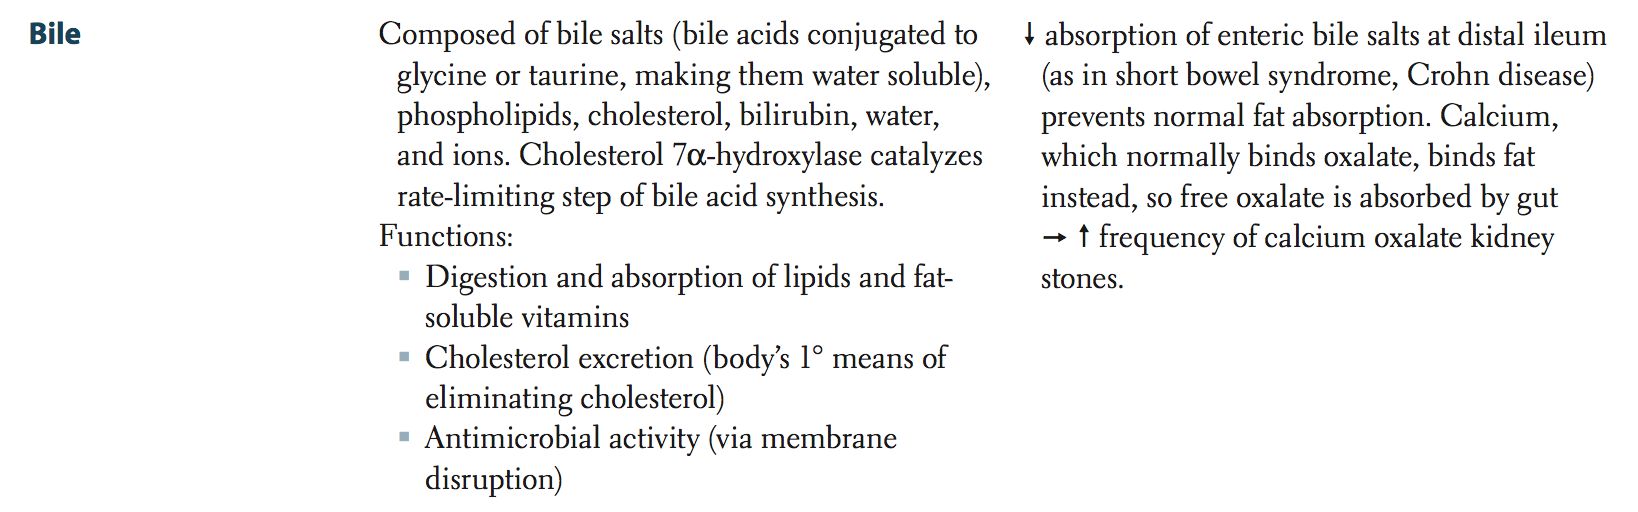 Bile
Composed of bile salts (bile acids conjugated to
glycine or taurine, making them water soluble),
phospholipids, cholesterol, bilirubin, water,
and ions. Cholesterol 7α-hydroxylase catalyzes
rate-limiting step of bile acid synthesis.
Functions:
▪ Digestion and absorption of lipids and fat-
soluble vitamins
▪ Cholesterol excretion (body’s 1° means of
eliminating cholesterol)
▪ Antimicrobial activity (via membrane
disruption)
↓ absorption of enteric bile salts at distal ileum
(as in short bowel syndrome, Crohn disease)
prevents normal fat absorption. Calcium,
which normally binds oxalate, binds fat
instead, so free oxalate is absorbed by gut
→ ↑ frequency of calcium oxalate kidney
stones.